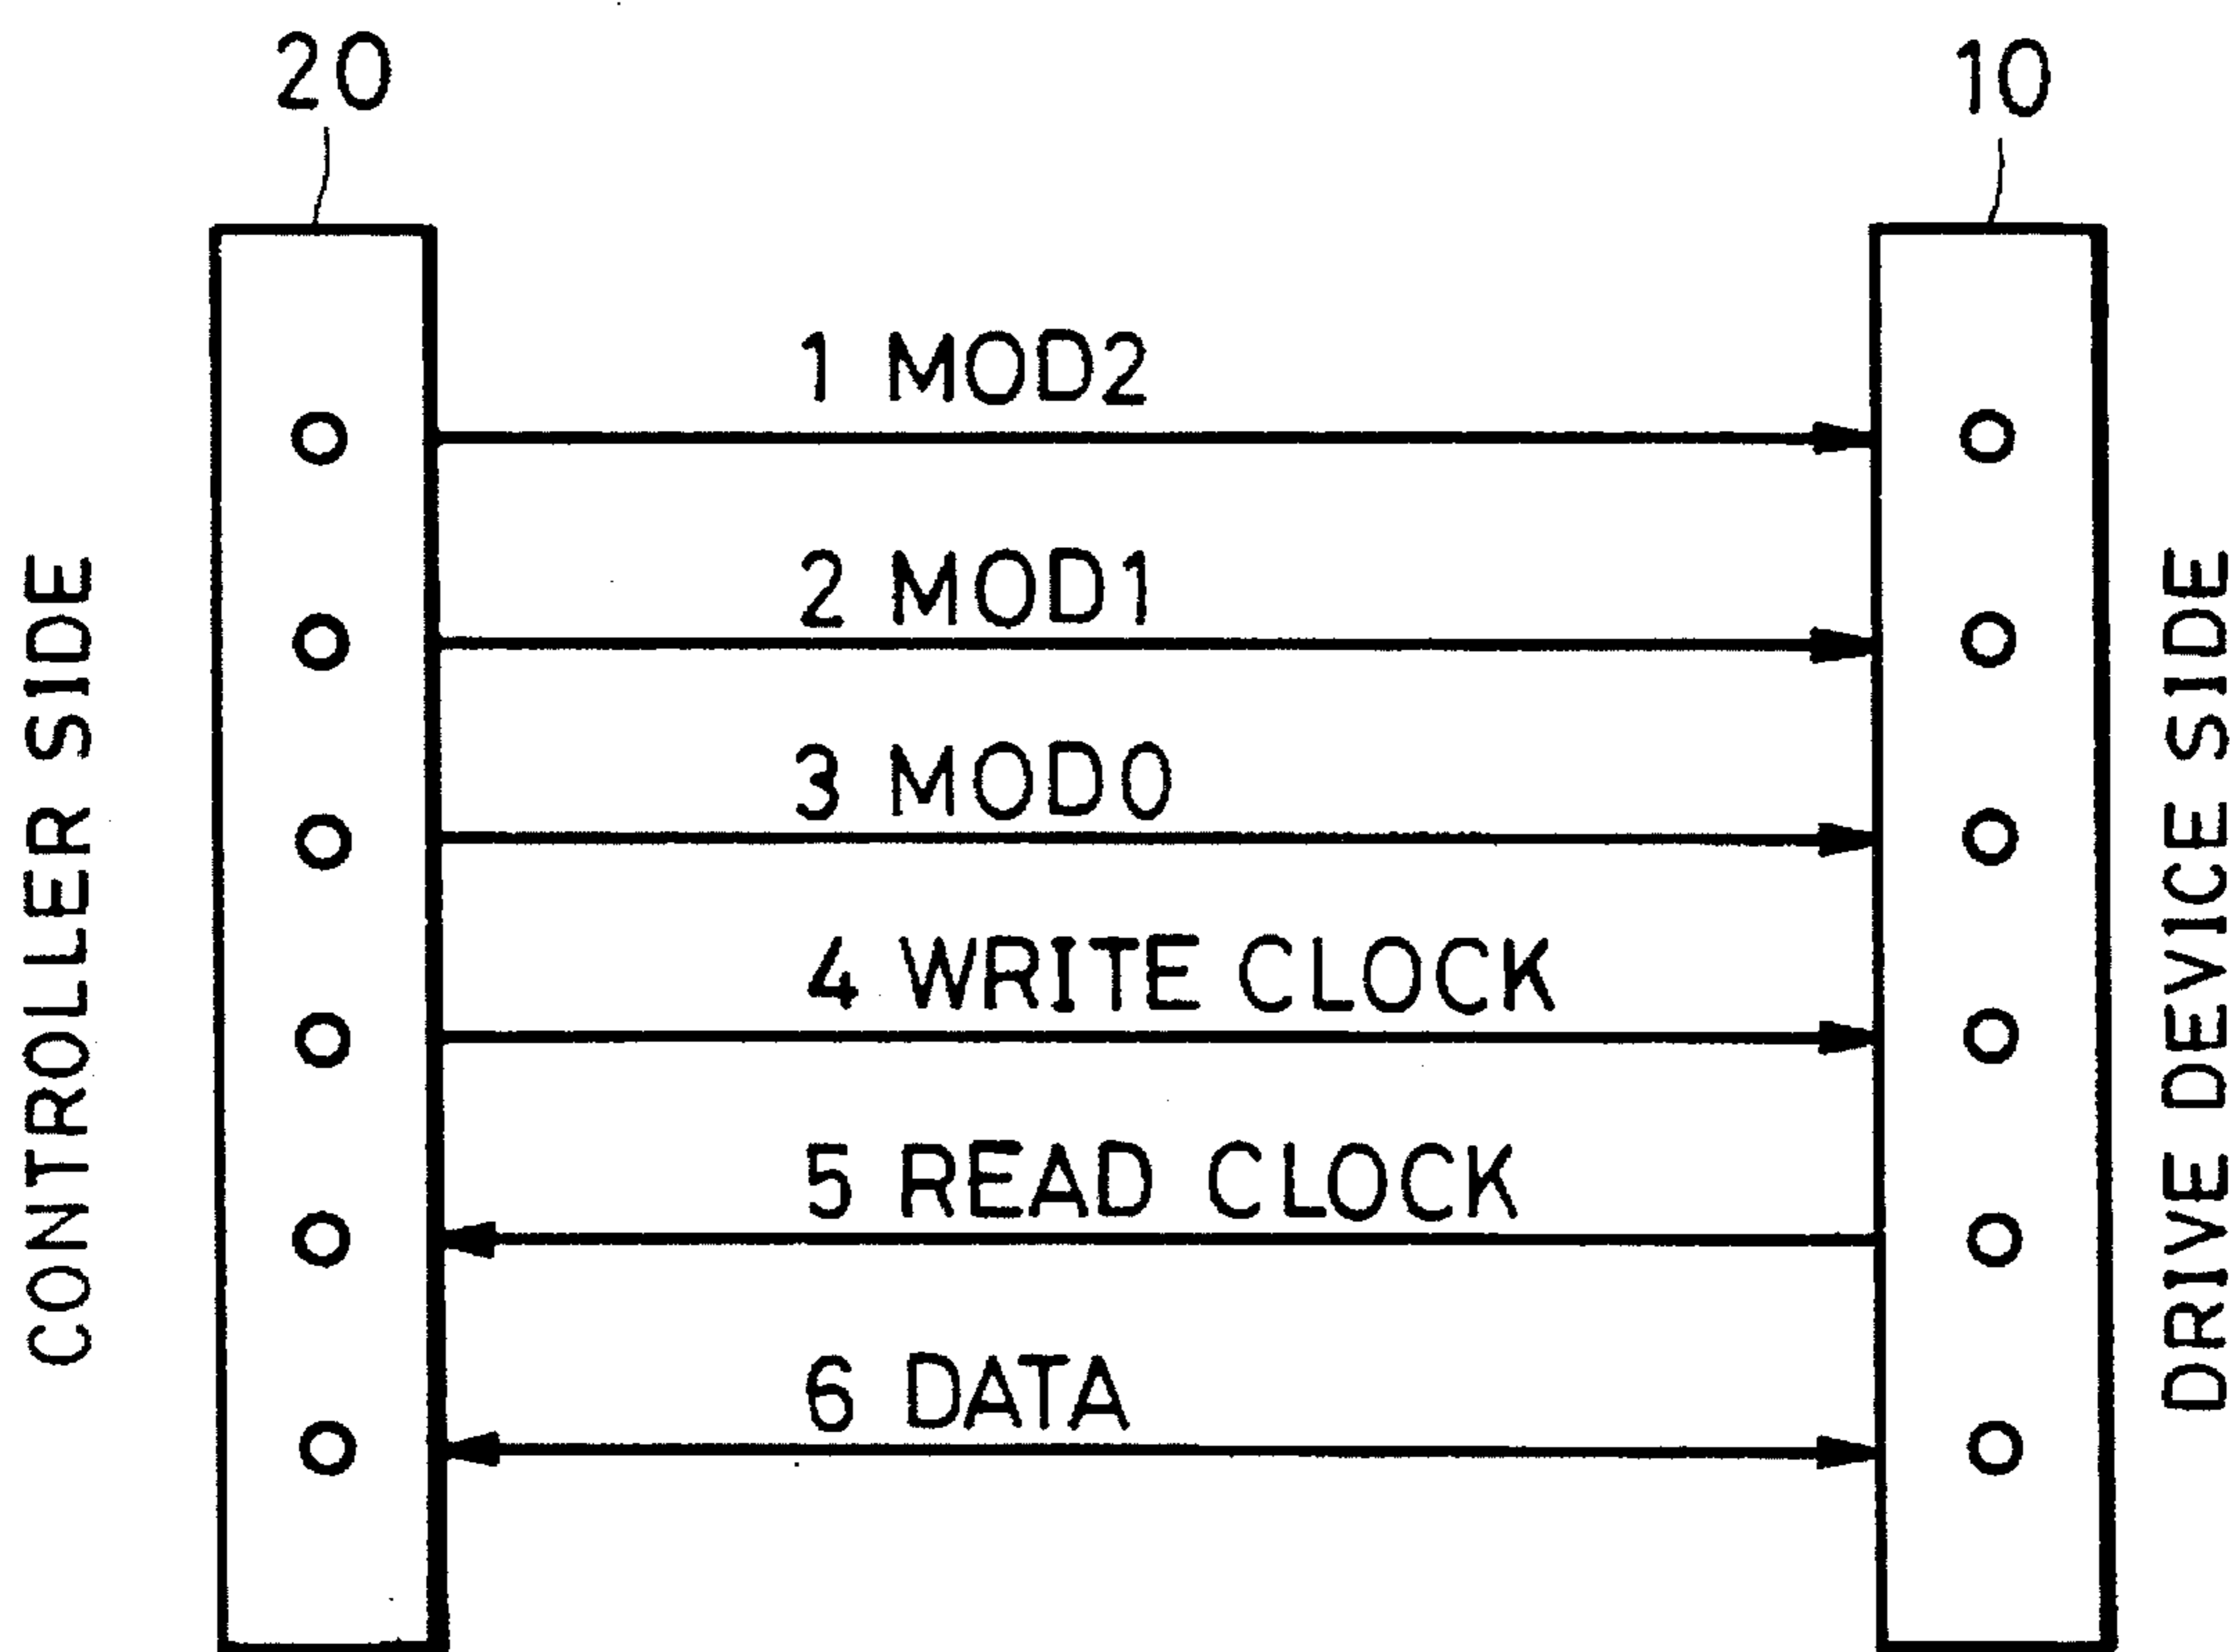 20
10
CONTROLLER SIDE
1 MOD2
2 MOD1
3 MOD0
4 WRITE CLOCK
5 READ CLOCK
6 DATA
DRIVE DEVICE SIDE